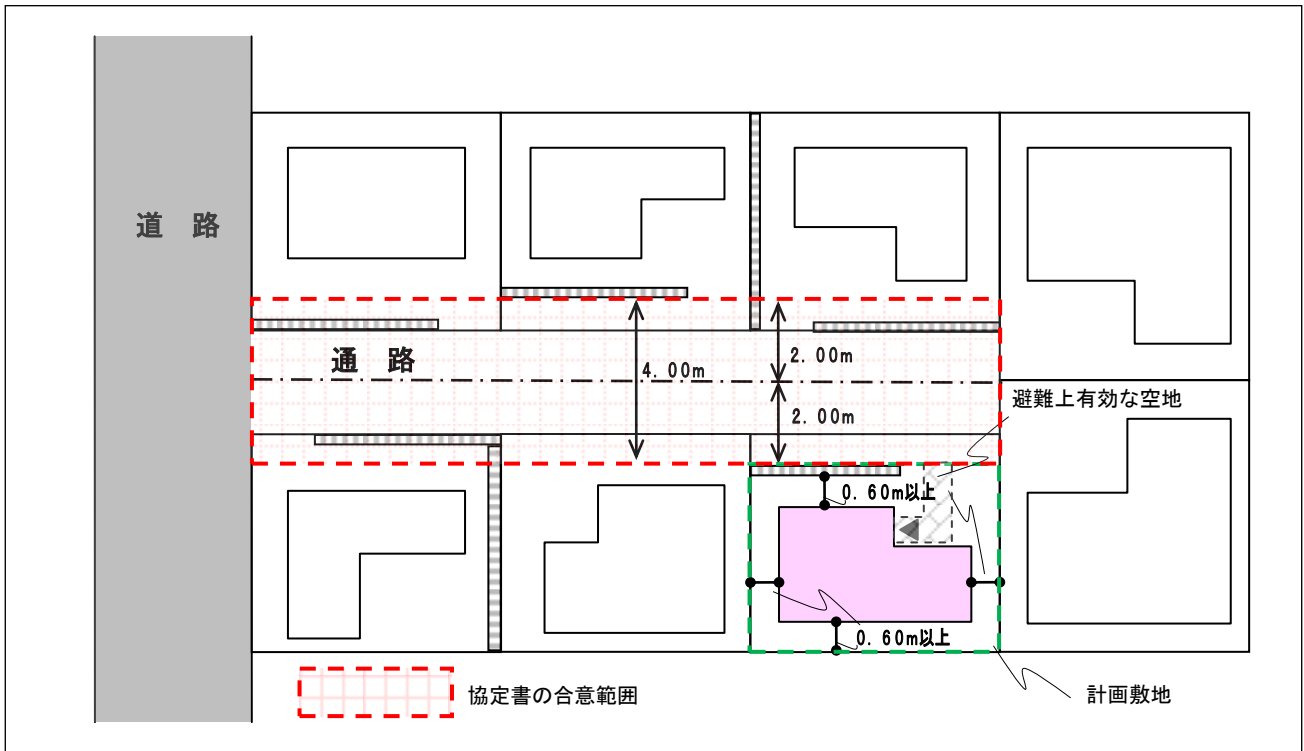 道 路
通 路
4.00m
2.00m
2.00m
避難上有効な空地
0.60m以上
0.60m以上
協定書の合意範囲
計画敷地